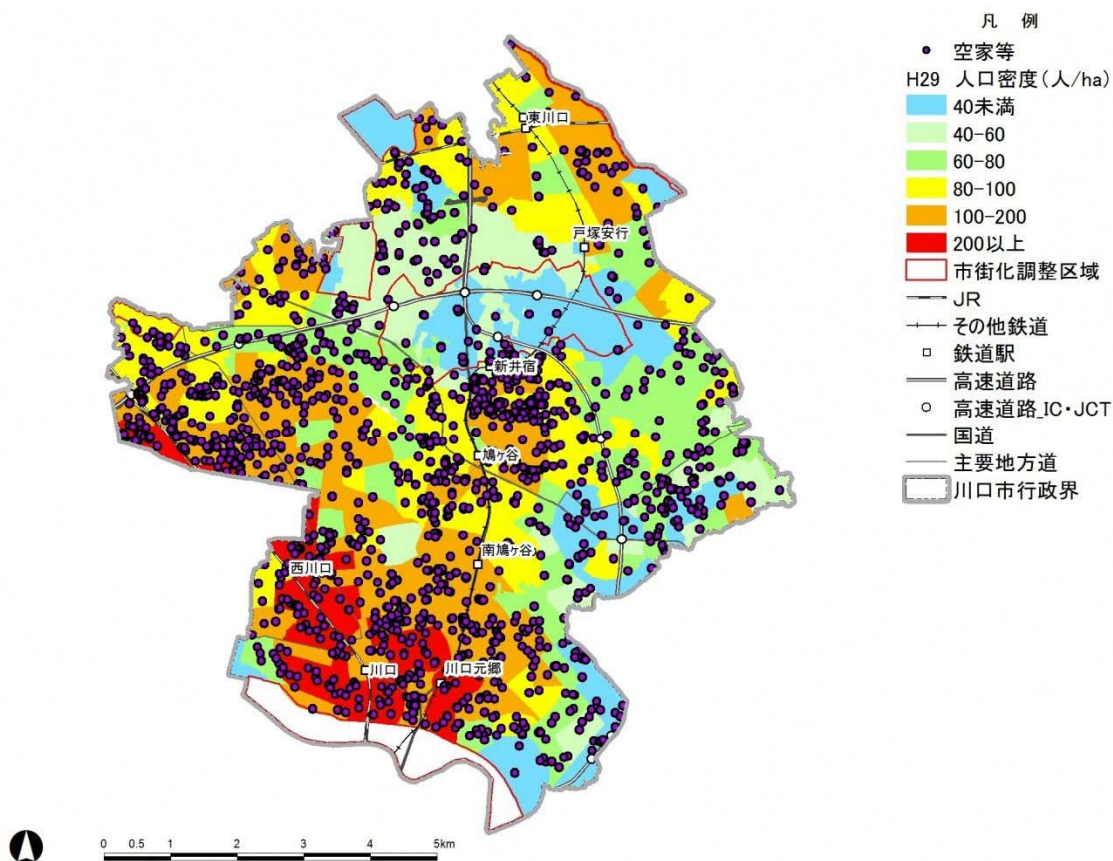 凡 例
空家等
H29 人口密度(人/ha)
40未満
40-60
60-80
80-100
100-200
200以上
市街化調整区域
JR
その他鉄道
鉄道駅
高速道路
高速道路_IC・JCT
国道
主要地方道
川口市行政界
東川口
戸塚安行
新井宿
鳩ヶ谷
南鳩ヶ谷
西川口
川口
川口元郷
0 0.5 1 2 3 4 5km